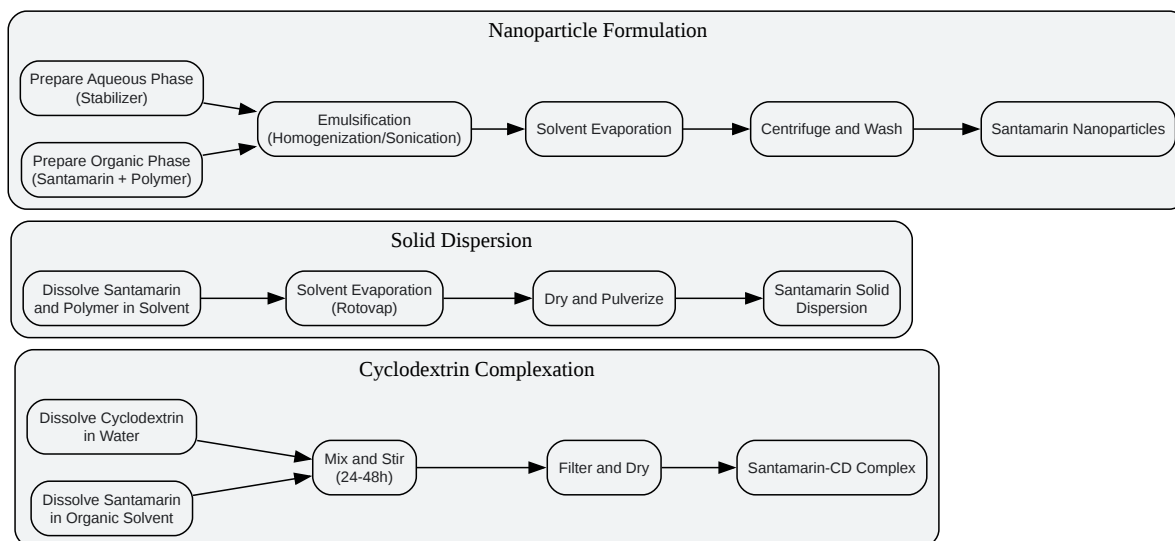 Nanoparticle Formulation
Prepare Aqueous Phase
(Stabilizer)
Prepare Organic Phase
(Santamarin + Polymer)
Emulsification
(Homogenization/Sonication)
Solvent Evaporation
Centrifuge and Wash
Santamarin Nanoparticles
Solid Dispersion
Dissolve Santamarin
and Polymer in Solvent
Solvent Evaporation
(Rotovap)
Dry and Pulverize
Santamarin Solid
Dispersion
Cyclodextrin Complexation
Dissolve Cyclodextrin
in Water
Dissolve Santamarin
in Organic Solvent
Mix and Stir
(24-48h)
Filter and Dry
Santamarin-CD Complex